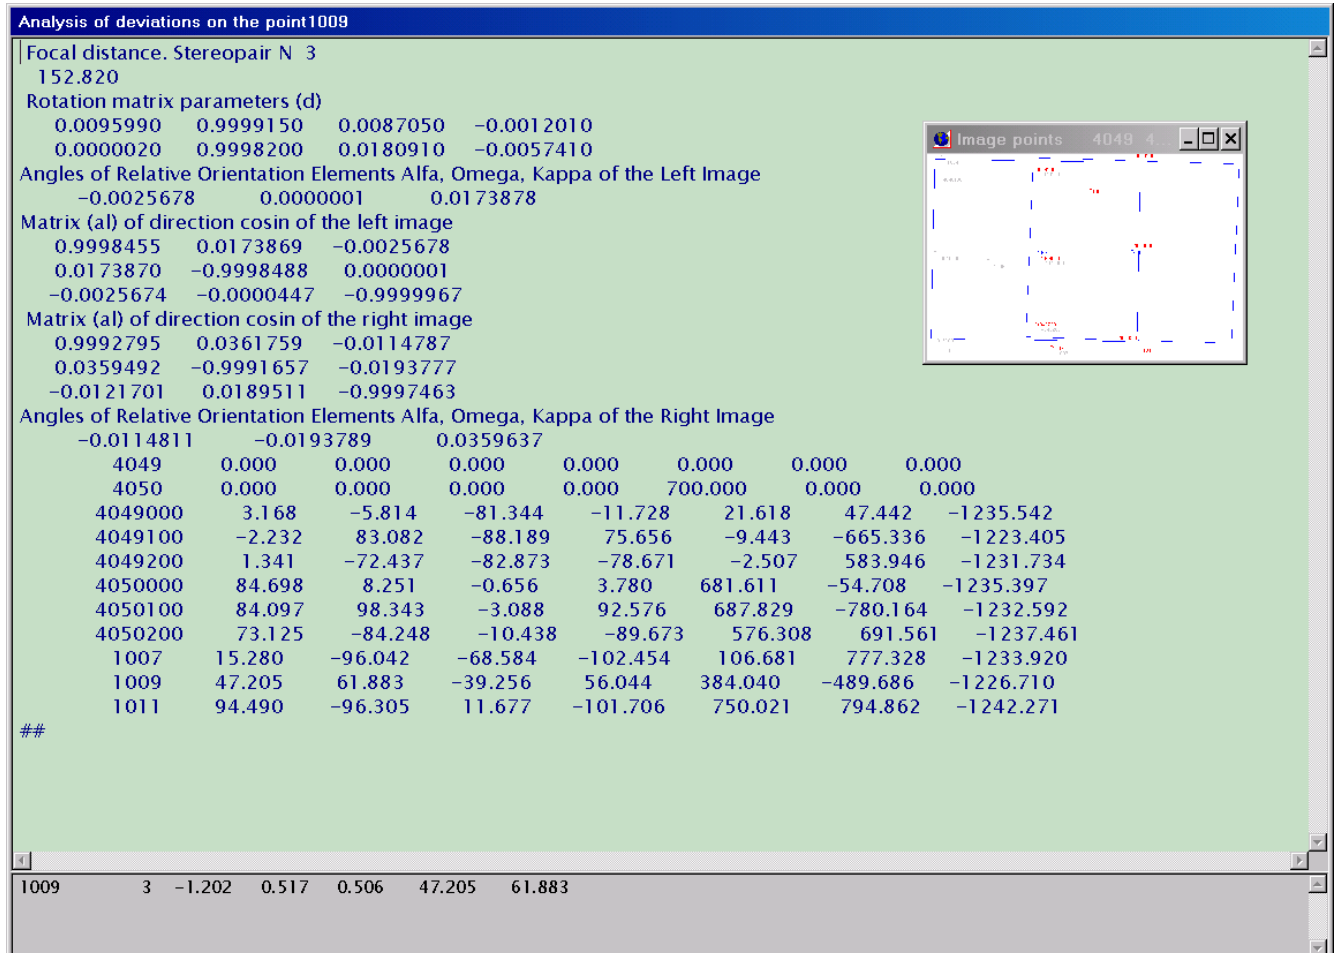 Analysis of deviations on the point1009
Focal distance. Stereopair N 3
152.820
Rotation matrix parameters (d)
0.0095990 0.9999150 0.0087050 -0.0012010
0.0000020 0.9998200 0.0180910 -0.0057410
Angles of Relative Orientation Elements Alfa, Omega, Kappa of the Left Image
-0.0025678 0.0000001 0.0173878
Matrix (al) of direction cosin of the left image
0.9998455 0.0173869 -0.0025678
0.0173870 -0.9998488 0.0000001
-0.0025674 -0.0000447 -0.9999967
Matrix (al) of direction cosin of the right image
0.9992795 0.0361759 -0.0114787
0.0359492 -0.9991657 -0.0193777
-0.0121701 0.0189511 -0.9997463
Angles of Relative Orientation Elements Alfa, Omega, Kappa of the Right Image
-0.0114811 -0.0193789 0.0359637
4049 0.000 0.000 0.000 0.000 0.000 0.000 0.000
4050 0.000 0.000 0.000 0.000 700.000 0.000 0.000
4049000 3.168 -5.814 -81.344 -11.728 21.618 47.442 -1235.542
4049100 -2.232 83.082 -88.189 75.656 -9.443 -665.336 -1223.405
4049200 1.341 -72.437 -82.873 -78.671 -2.507 583.946 -1231.734
4050000 84.698 8.251 -0.656 3.780 681.611 -54.708 -1235.397
4050100 84.097 98.343 -3.088 92.576 687.829 -780.164 -1232.592
4050200 73.125 -84.248 -10.438 -89.673 576.308 691.561 -1237.461
1007 15.280 -96.042 -68.584 -102.454 106.681 777.328 -1233.920
1009 47.205 61.883 -39.256 56.044 384.040 -489.686 -1226.710
1011 94.490 -96.305 11.677 -101.706 750.021 794.862 -1242.271
##
Image points 4049 4...
1009 3 -1.202 0.517 0.506 47.205 61.883